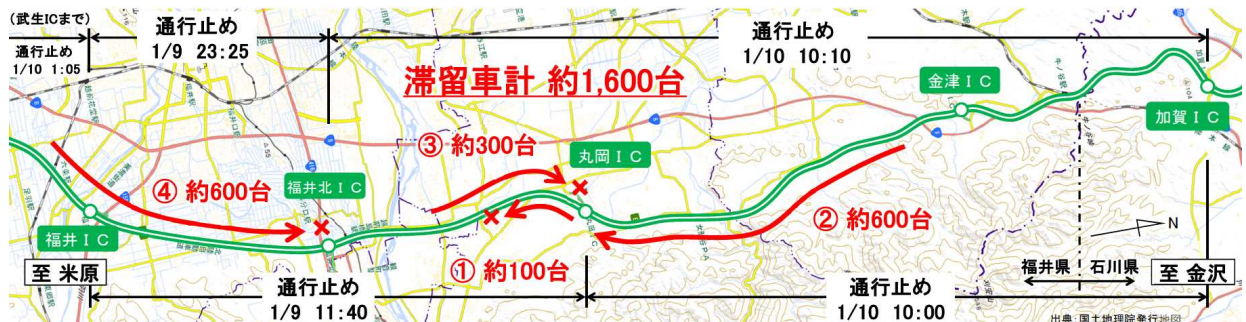 (武生ICまで)
通行止め
1/10 1:05
通行止め
1/9 23:25
通行止め
1/10 10:10
滞留車計 約1,600台
金津ＩＣ
加賀ＩＣ
③ 約300台
丸岡ＩＣ
④ 約600台
福井北ＩＣ
② 約600台
福井ＩＣ
① 約100台
N
至 米原
福井県
石川県
至 金沢
通行止め
1/9 11:40
通行止め
1/10 10:00
出典：国土地理院発行地図